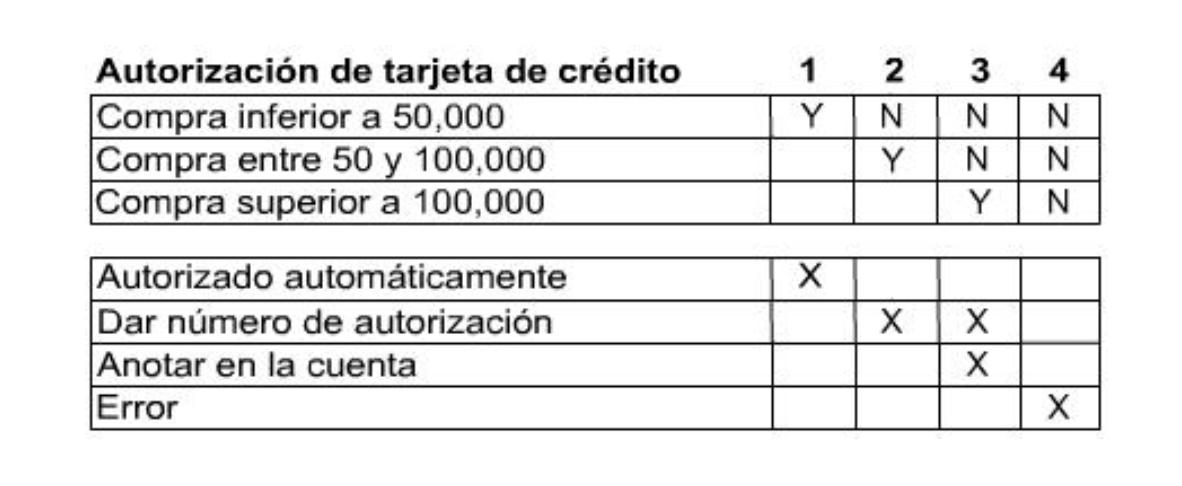 Autorización de tarjeta de crédito 1 2 3 4
Compra inferior a 50,000 Y N N N
Compra entre 50 y 100,000 Y N N
Compra superior a 100,000 Y N
Autorizado automáticamente X
Dar número de autorización X X
Anotar en la cuenta X
Error X